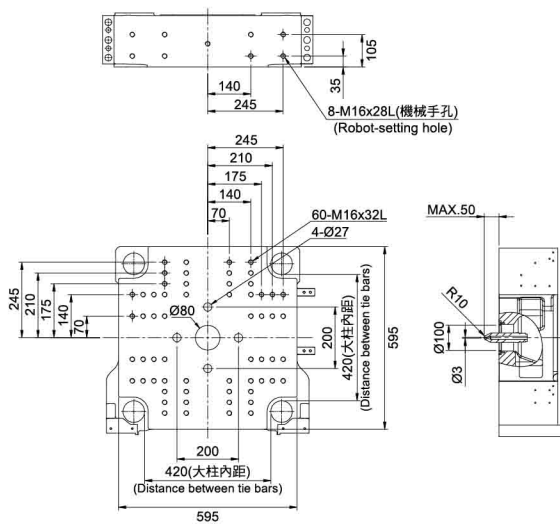 105
35
140
245
8-M16x28L(機械手孔)
(Robot-setting hole)
245
210
175
140
70
60-M16x32L
4-Ø27
MAX.50
245
210
175
140
70
Ø80
200
420(大柱內距)
(Distance between tie bars)
595
R10
Ø100
Ø3
200
420(大柱內距)
(Distance between tie bars)
595